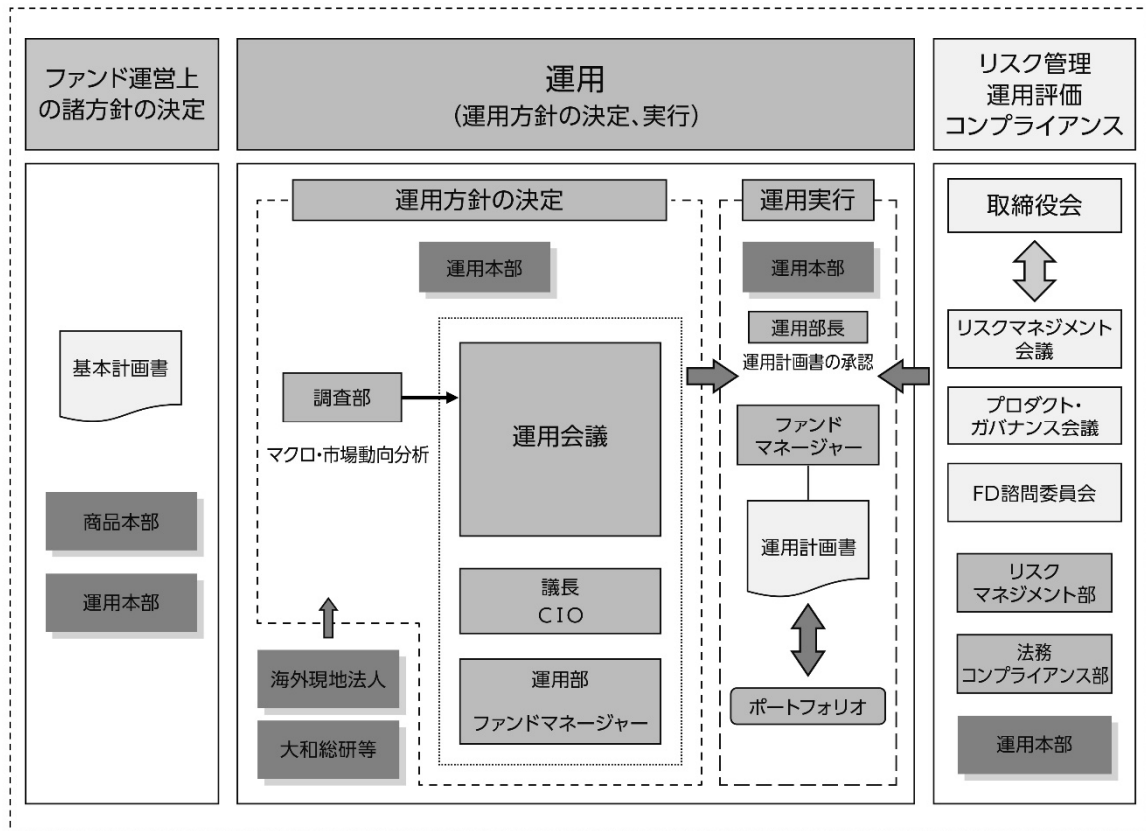 ファンド運営上
の諸方針の決定
基本計画書
商品本部
運用本部
運用
(運用方針の決定、実行)
運用方針の決定
運用本部
調査部
マクロ・市場動向分析
運用会議
議長
CIO
運用部
ファンドマネージャー
海外現地法人
大和総研等
運用実行
運用本部
運用部長
運用計画書の承認
ファンド
マネージャー
運用計画書
ポートフォリオ
リスク管理
運用評価
コンプライアンス
取締役会
リスクマネジメント
会議
プロダクト・
ガバナンス会議
FD諮問委員会
リスク
マネジメント部
法務
コンプライアンス部
運用本部